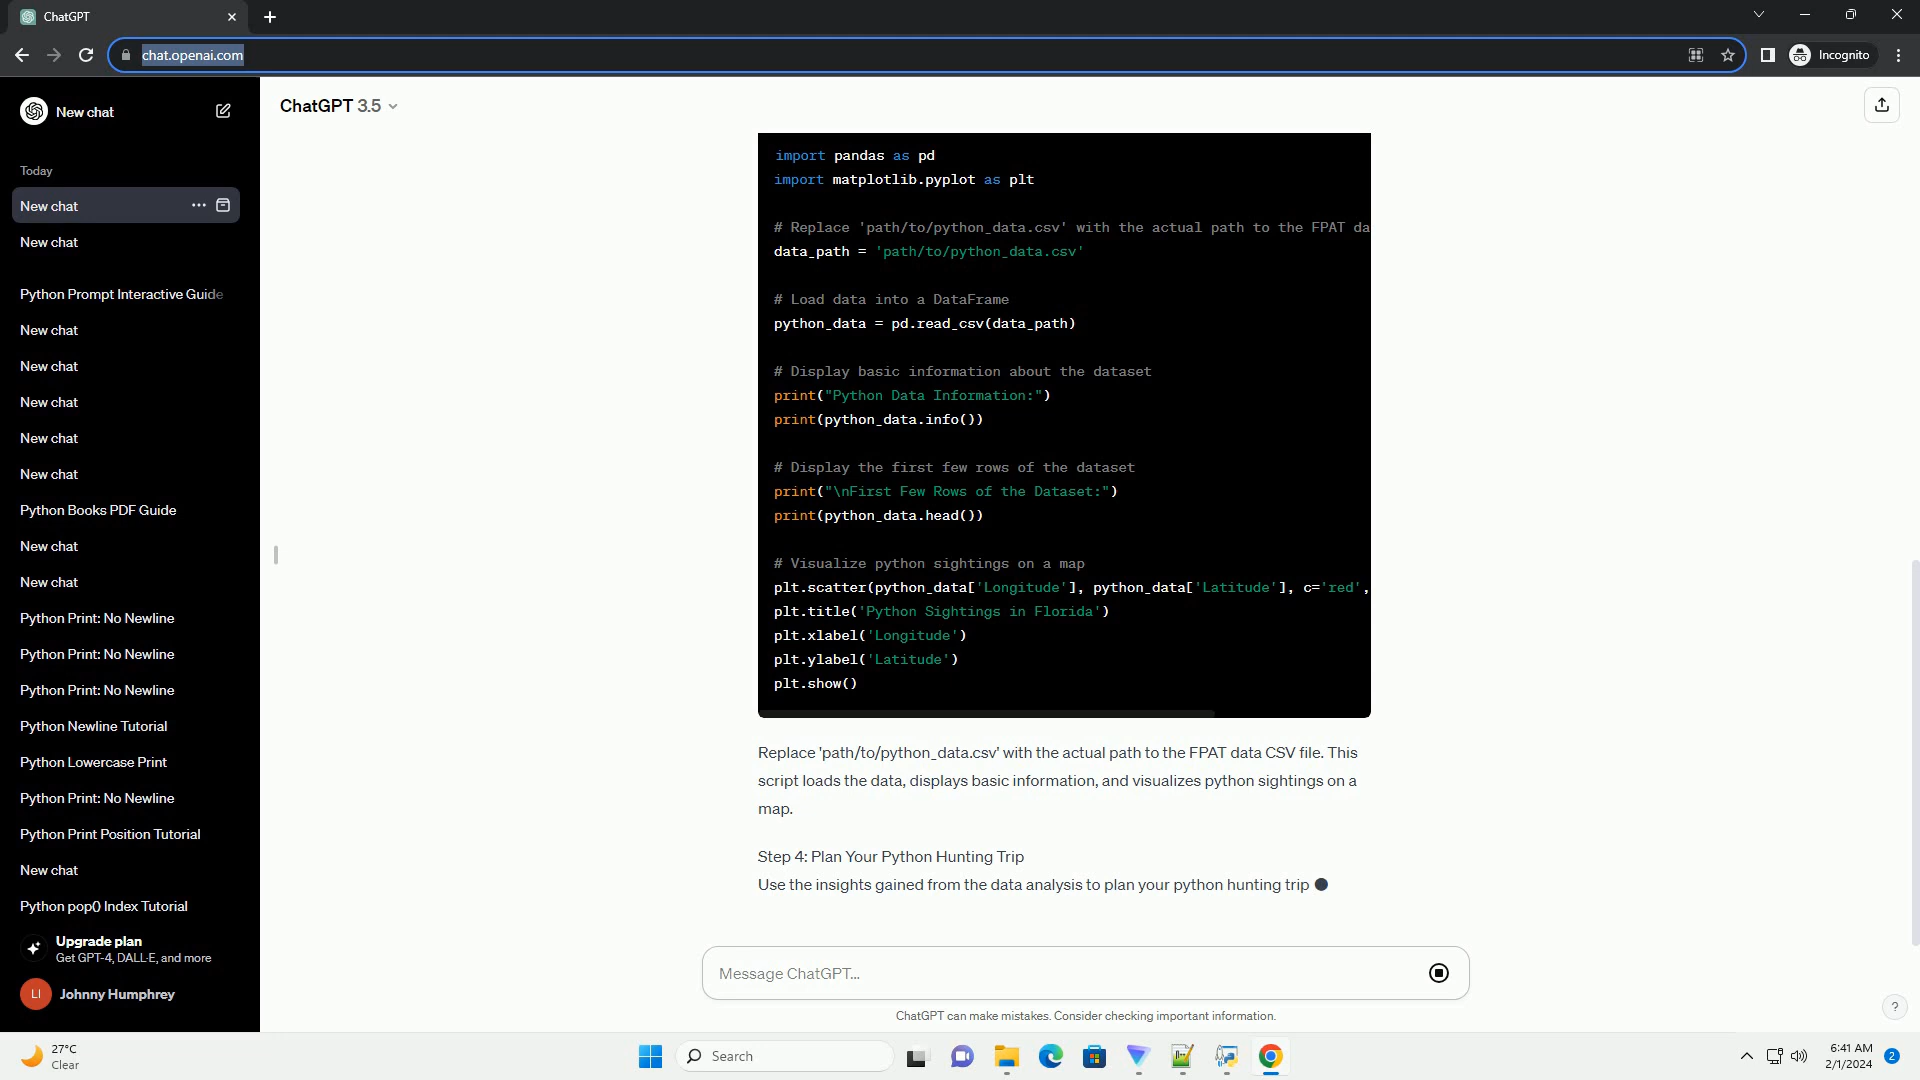 ChatGPT
chat.openai.com
Incognito
New chat
ChatGPT 3.5
Today
New chat
New chat
Python Prompt Interactive Guide
New chat
New chat
New chat
New chat
New chat
Python Books PDF Guide
New chat
New chat
Python Print: No Newline
Python Print: No Newline
Python Print: No Newline
Python Newline Tutorial
Python Lowercase Print
Python Print: No Newline
Python Print Position Tutorial
New chat
Python pop() Index Tutorial
Upgrade plan
Get GPT-4, DALL·E, and more
LI
Johnny Humphrey
import pandas as pd
import matplotlib.pyplot as plt
# Replace 'path/to/python_data.csv' with the actual path to the FPAT da
data_path = 'path/to/python_data.csv'
# Load data into a DataFrame
python_data = pd.read_csv(data_path)
# Display basic information about the dataset
print("Python Data Information:")
print(python_data.info())
# Display the first few rows of the dataset
print("\nFirst Few Rows of the Dataset:")
print(python_data.head())
# Visualize python sightings on a map
plt.scatter(python_data['Longitude'], python_data['Latitude'], c='red',
plt.title('Python Sightings in Florida')
plt.xlabel('Longitude')
plt.ylabel('Latitude')
plt.show()
Replace 'path/to/python_data.csv' with the actual path to the FPAT data CSV file. This
script loads the data, displays basic information, and visualizes python sightings on a
map.
Step 4: Plan Your Python Hunting Trip
Use the insights gained from the data analysis to plan your python hunting trip
Message ChatGPT...
ChatGPT can make mistakes. Consider checking important information.
?
27°C
Clear
Search
6:41 AM
2/1/2024
2